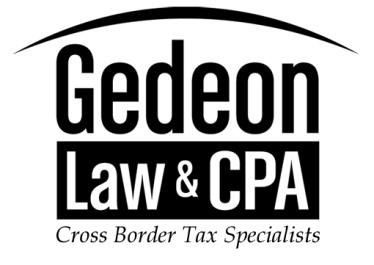 Gedeon
Law & CPA
Cross Border Tax Specialists